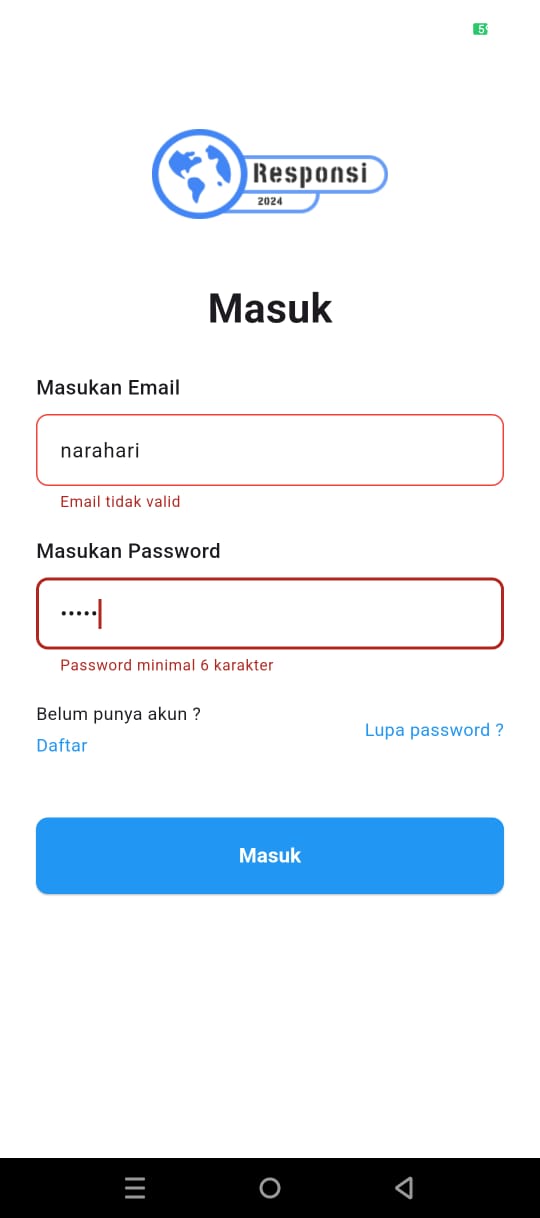 Responsi
2024
Masuk
Masukan Email
narahari
Email tidak valid
Masukan Password
•••••
Password minimal 6 karakter
Belum punya akun ?
Daftar
Lupa password ?
Masuk